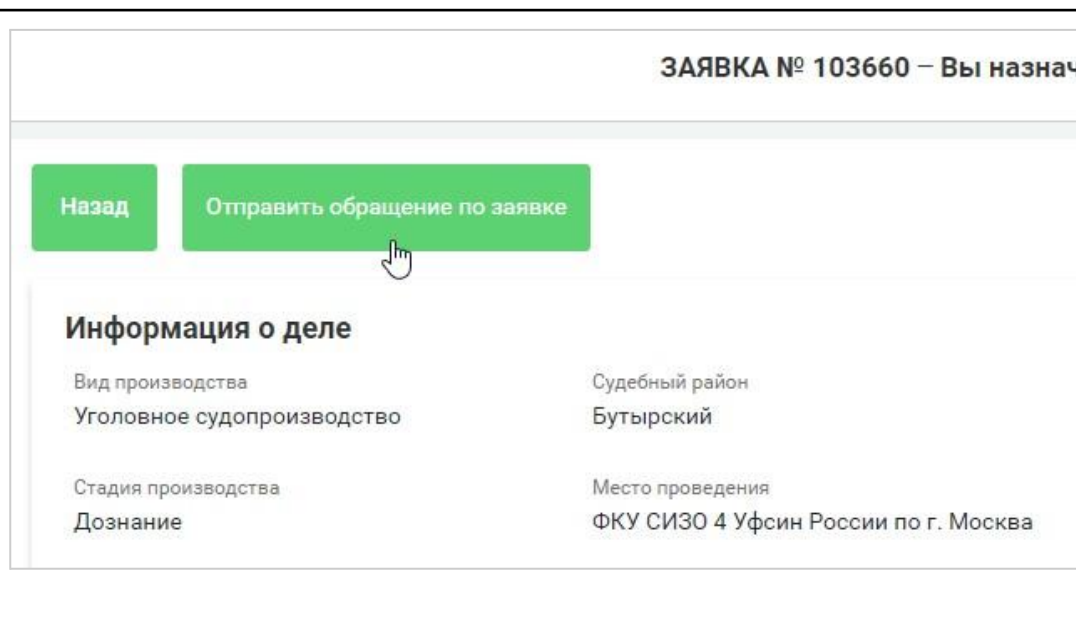 ЗАЯВКА № 103660 – Вы назнач
Назад
Отправить обращение по заявке
Информация о деле
Вид производства
Судебный район
Уголовное судопроизводство
Бутырский
Стадия производства
Место проведения
Дознание
ФКУ СИЗО 4 Уфсин России по г. Москва